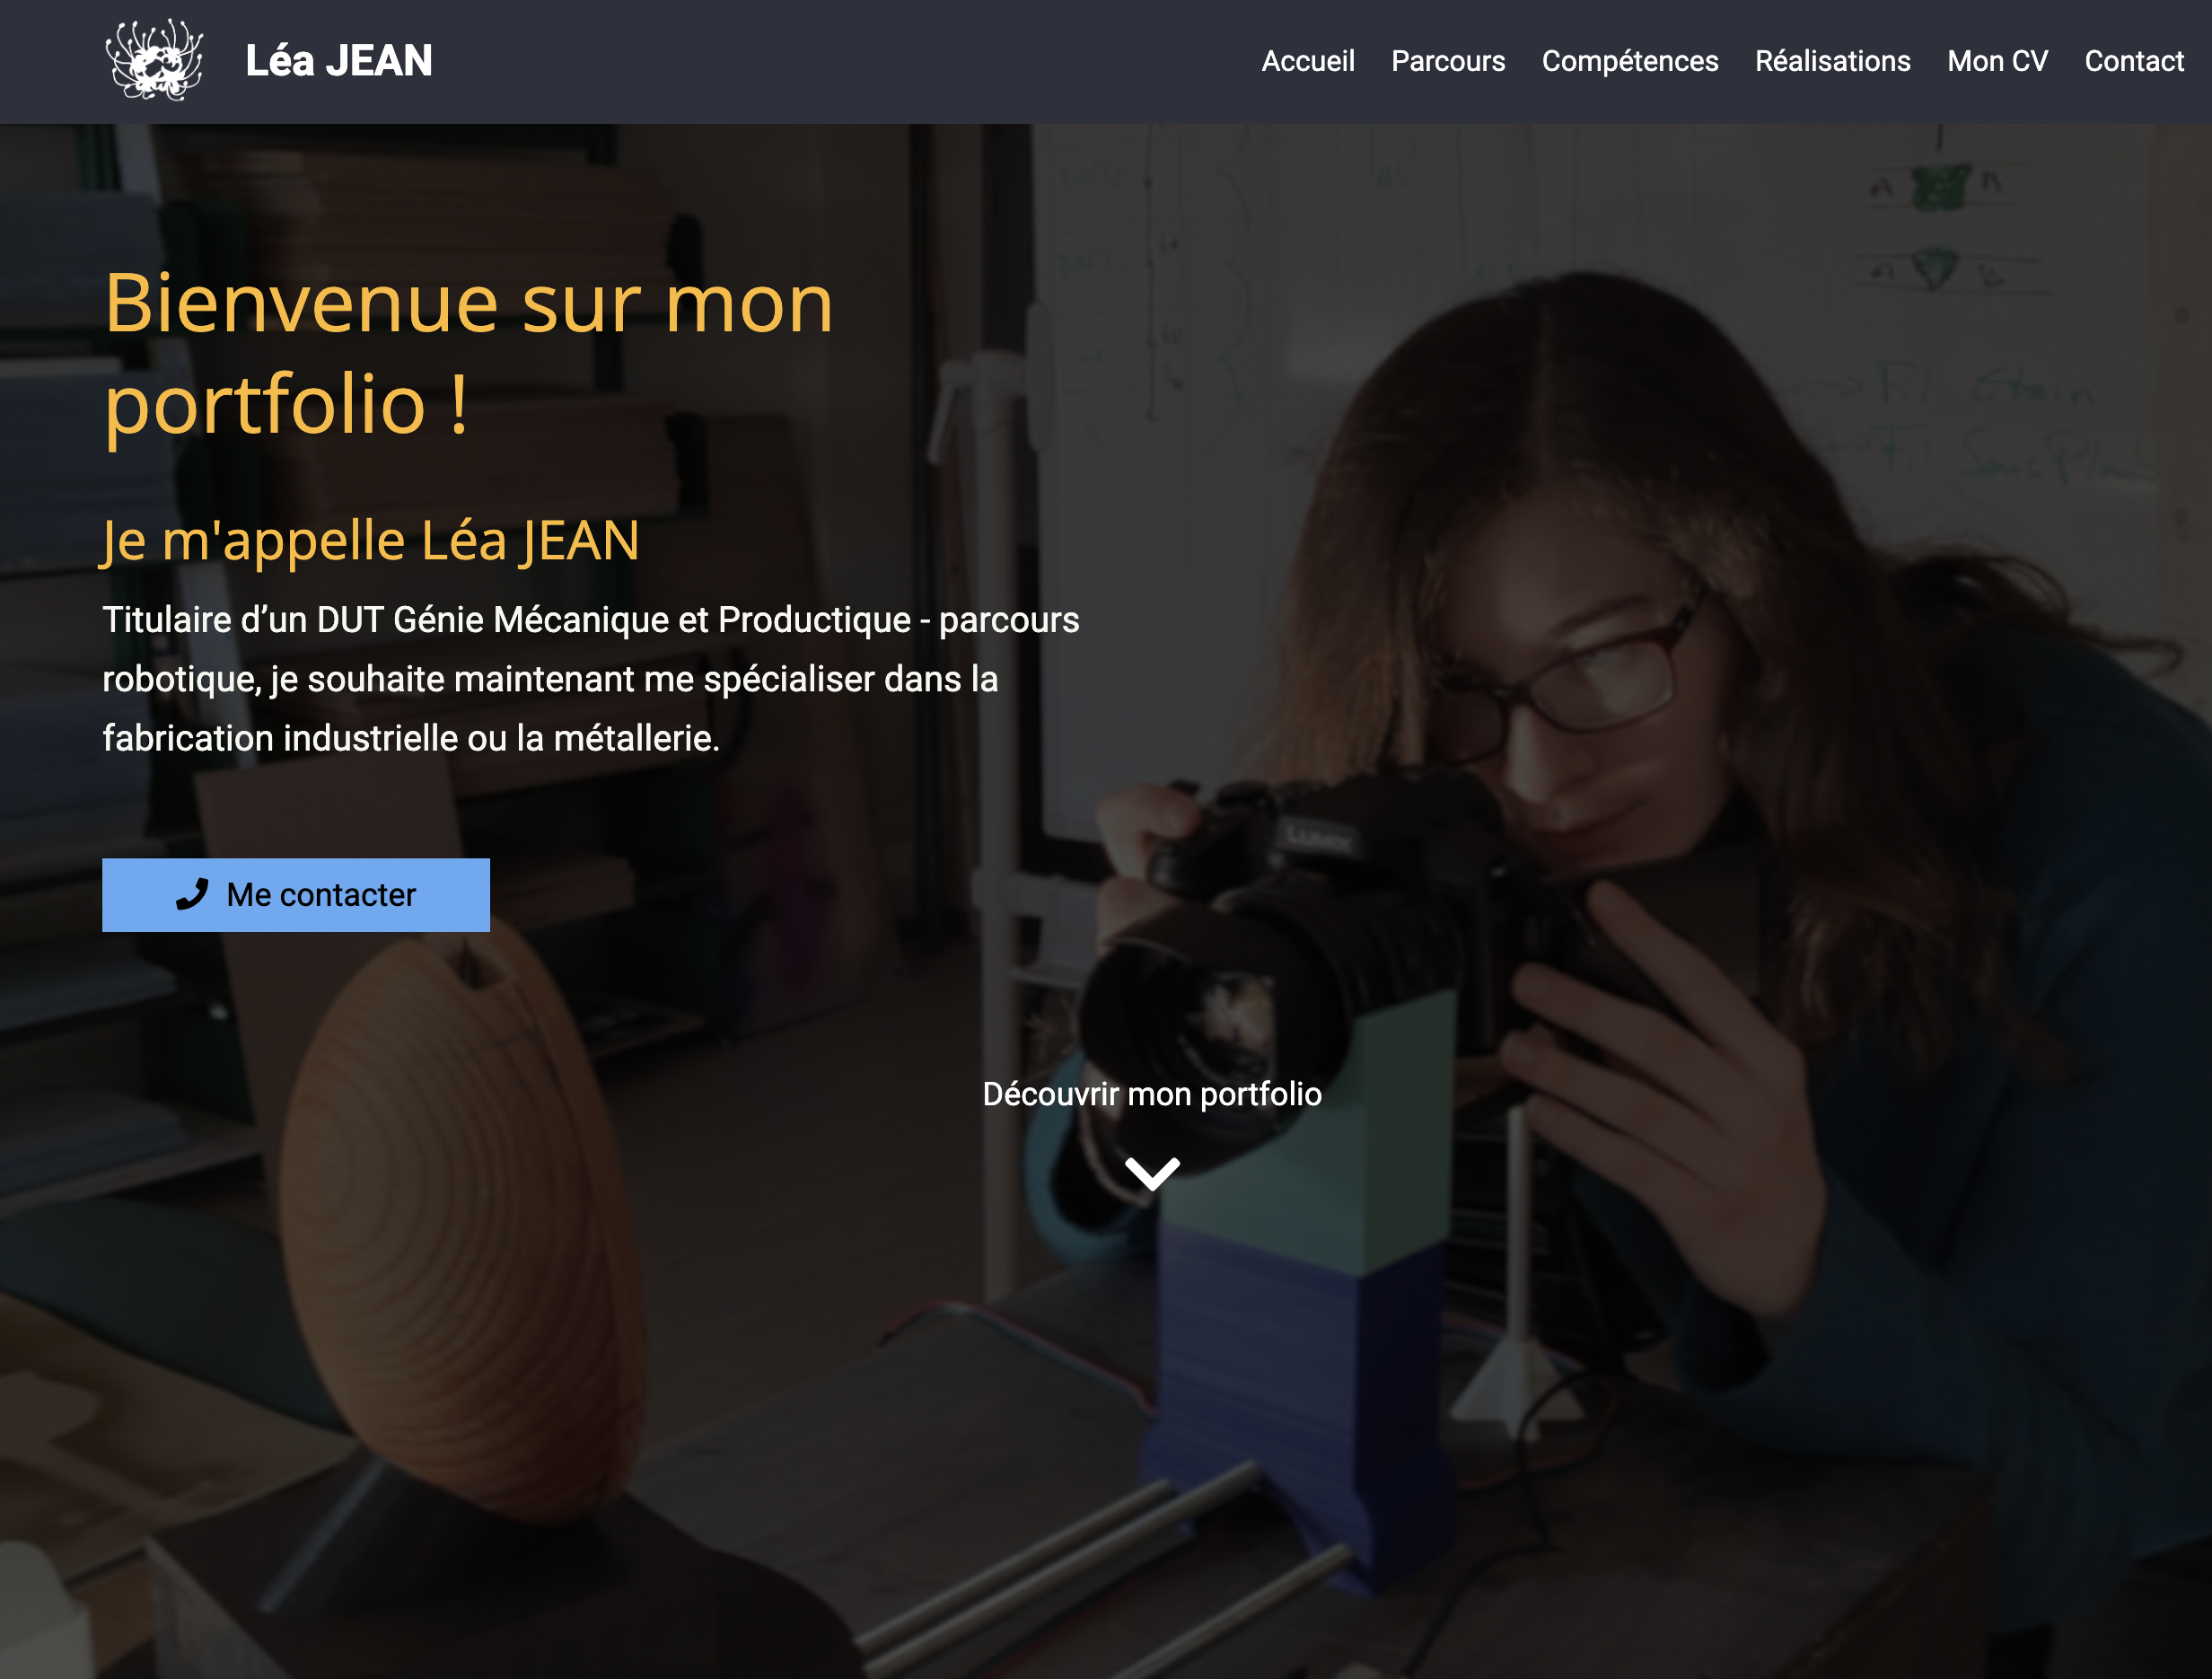 Léa JEAN
Accueil Parcours Compétences Réalisations Mon CV Contact
Bienvenue sur mon
portfolio !
Je m'appelle Léa JEAN
Titulaire d’un DUT Génie Mécanique et Productique - parcours
robotique, je souhaite maintenant me spécialiser dans la
fabrication industrielle ou la métallerie.
Me contacter
LUMIX
Découvrir mon portfolio
Etain